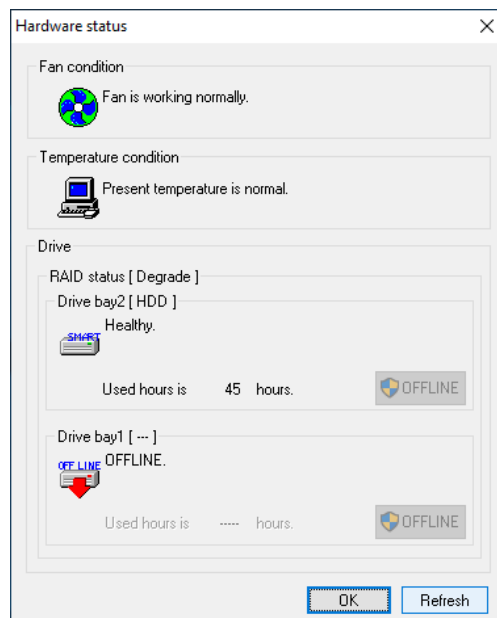 Hardware status
Fan condition
Fan is working normally.
Temperature condition
Present temperature is normal.
Drive
RAID status [ Degrade ]
Drive bay2 [ HDD ]
SMART
Healthy.
Used hours is 45 hours.
OFFLINE
Drive bay1 [ --- ]
OFF LINE
OFFLINE.
Used hours is ----- hours.
OFFLINE
OK
Refresh